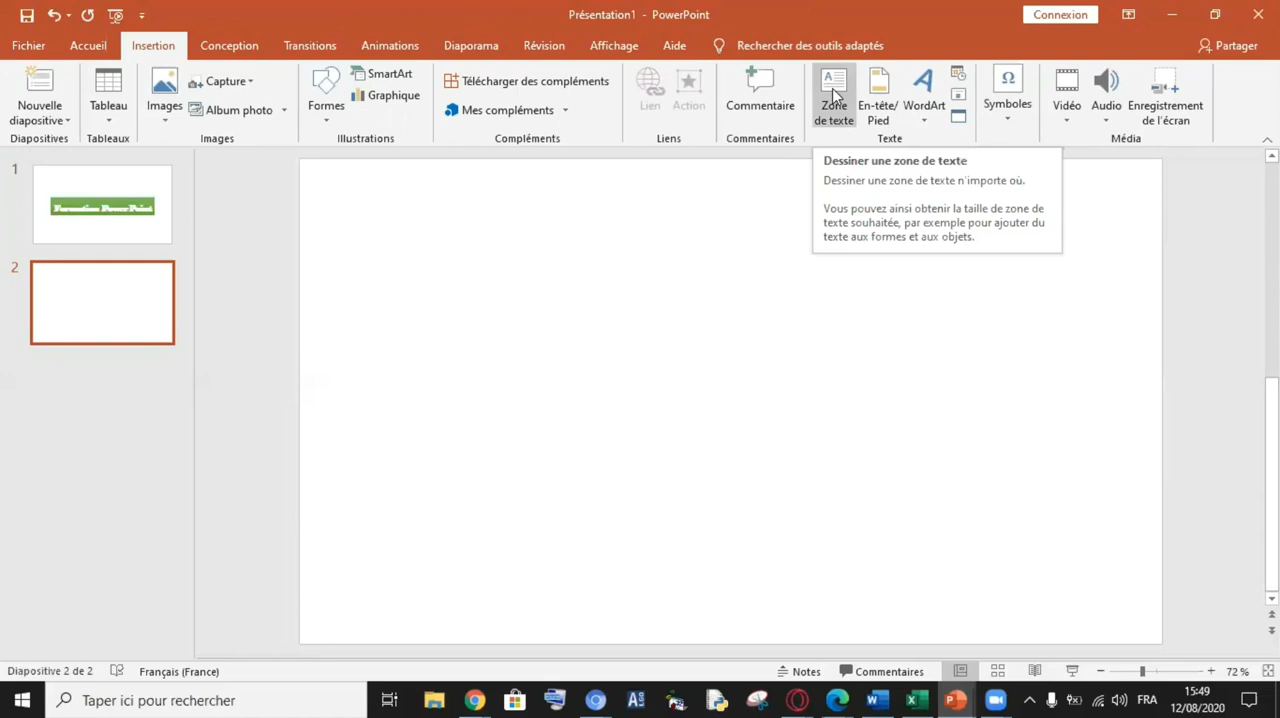 Présentation1 - PowerPoint
Connexion
Fichier Accueil Insertion Conception Transitions Animations Diaporama Révision Affichage Aide Rechercher des outils adaptés Partager
Nouvelle diapositive
Diapositives
Tableau
Tableaux
Images
Capture
Album photo
Images
Formes
SmartArt
Graphique
Illustrations
Télécharger des compléments
Mes compléments
Compléments
Lien
Action
Liens
Commentaire
Commentaires
Zone de texte
En-tête/ Pied
WordArt
Texte
Symboles
Vidéo
Audio
Enregistrement de l'écran
Média
Dessiner une zone de texte
Dessiner une zone de texte n'importe où.
Vous pouvez ainsi obtenir la taille de zone de
texte souhaitée, par exemple pour ajouter du
texte aux formes et aux objets.
1
Formation PowerPoint
2
Diapositive 2 de 2 Français (France) Notes Commentaires 72 %
Taper ici pour rechercher
FRA
15:49
12/08/2020